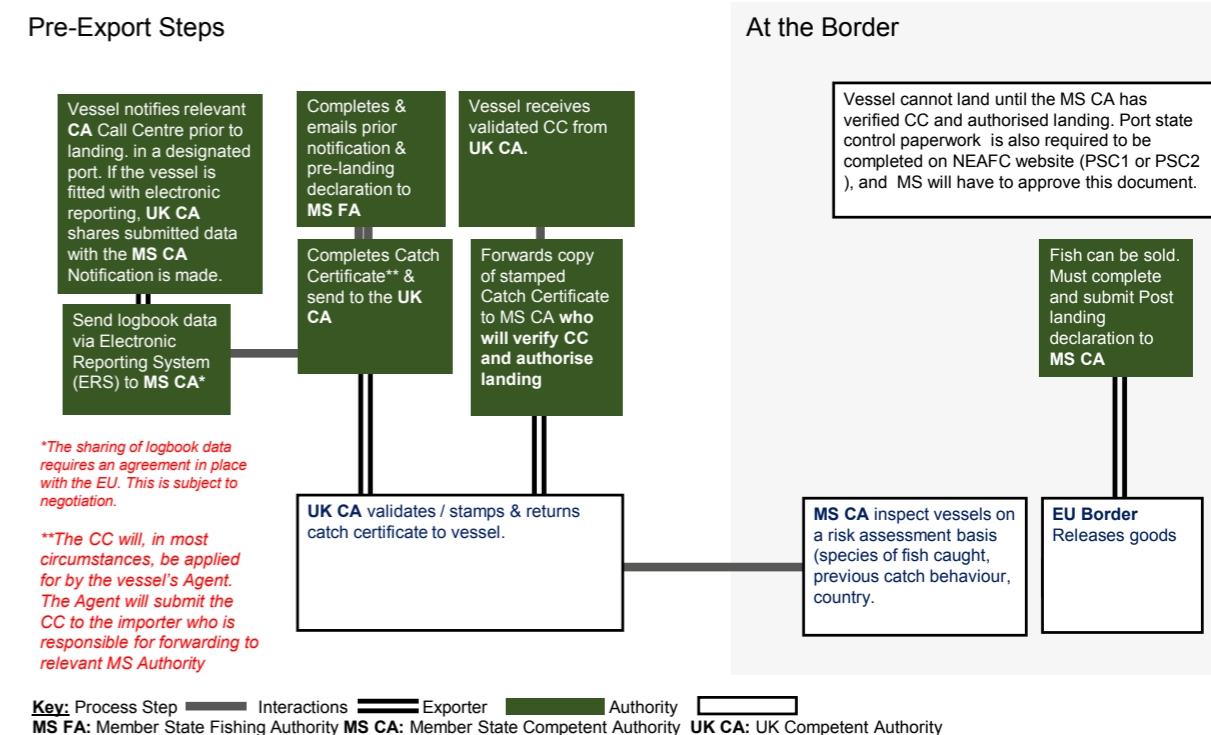 Pre-Export Steps
At the Border
Vessel notifies relevant
CA Call Centre prior to
landing. in a designated
port. If the vessel is
fitted with electronic
reporting, UK CA
shares submitted data
with the MS CA
Notification is made.
Send logbook data
via Electronic
Reporting System
(ERS) to MS CA*
Completes &
emails prior
notification &
pre-landing
declaration to
MS FA
Completes Catch
Certificate** &
send to the UK
CA
Vessel receives
validated CC from
UK CA.
Forwards copy
of stamped
Catch Certificate
to MS CA who
will verify CC
and authorise
landing
Vessel cannot land until the MS CA has
verified CC and authorised landing. Port state
control paperwork  is also required to be
completed on NEAFC website (PSC1 or PSC2
), and  MS will have to approve this document.
Fish can be sold.
Must complete
and submit Post
landing
declaration to
MS CA
*The sharing of logbook data
requires an agreement in place
with the EU. This is subject to
negotiation.
**The CC will, in most
circumstances, be applied
for by the vessel's Agent.
The Agent will submit the
CC to the importer who is
responsible for forwarding to
relevant MS Authority
UK CA validates / stamps & returns
catch certificate to vessel.
MS CA inspect vessels on
a risk assessment basis
(species of fish caught,
previous catch behaviour,
country.
EU Border
Releases goods
Key: Process Step Interactions Exporter Authority
MS FA: Member State Fishing Authority MS CA: Member State Competent Authority UK CA: UK Competent Authority